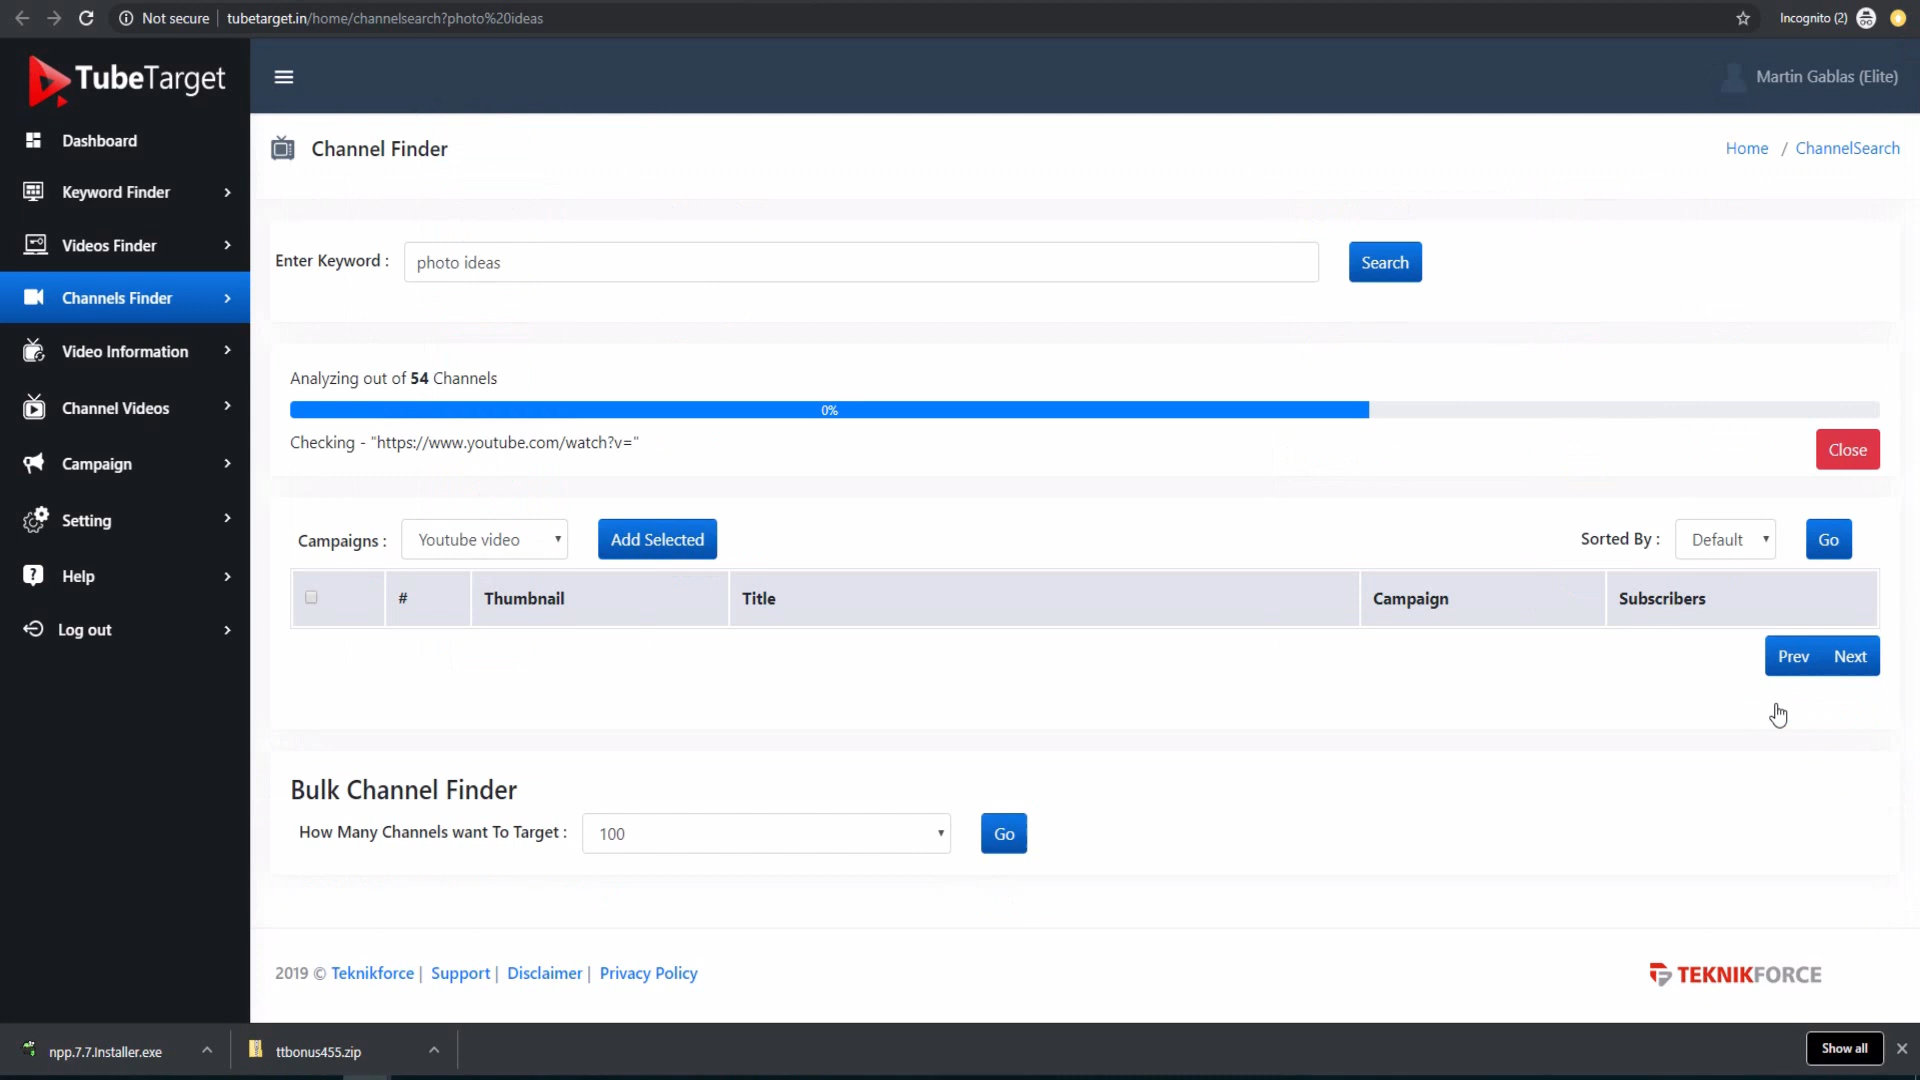 Not secure
tubetarget.in/home/channelsearch?photo%20ideas
Incognito (2)
TubeTarget
Martin Gablas (Elite)
Dashboard
Keyword Finder
Videos Finder
Channels Finder
Video Information
Channel Videos
Campaign
Setting
Help
Log out
Channel Finder
Home / ChannelSearch
Enter Keyword : photo ideas Search
Analyzing out of 54 Channels
0%
Checking - "https://www.youtube.com/watch?v="
Close
Campaigns : Youtube video Add Selected Sorted By : Default Go
# Thumbnail Title Campaign Subscribers
Prev Next
Bulk Channel Finder
How Many Channels want To Target : 100 Go
2019 © Teknikforce | Support | Disclaimer | Privacy Policy
TEKNIKFORCE
npp.7.7.Installer.exe
ttbonus455.zip
Show all